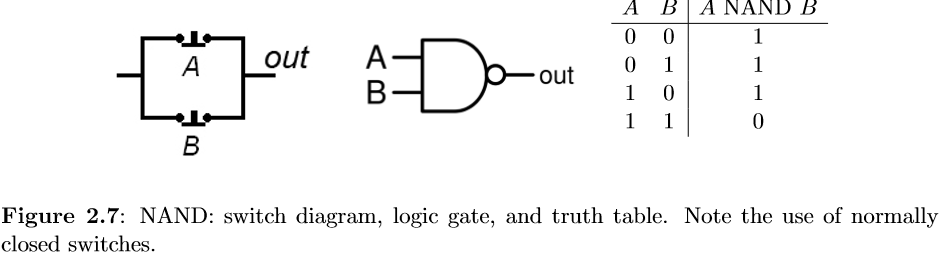 A B A NAND B
0 0 1
0 1 1
1 0 1
1 1 0
A
out
B
A
B
out
Figure 2.7: NAND: switch diagram, logic gate, and truth table. Note the use of normally
closed switches.